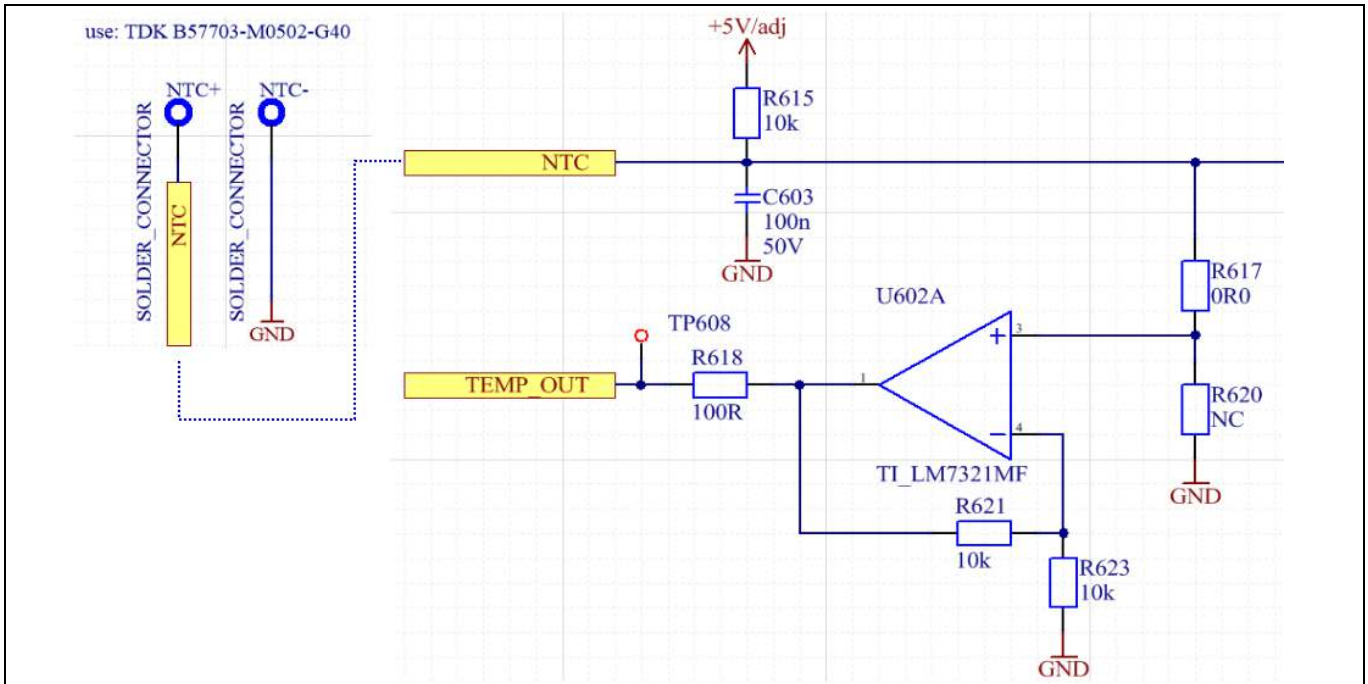 use: TDK B57703-M0502-G40
NTC+
NTC-
SOLDER_CONNECTOR
NTC
SOLDER_CONNECTOR
GND
+5V/adj
R615
10k
NTC
C603
100n
50V
GND
R617
0R0
U602A
3
TP608
R618
TEMP_OUT
100R
1
4
R620
NC
GND
TI_LM7321MF
R621
10k
R623
10k
GND